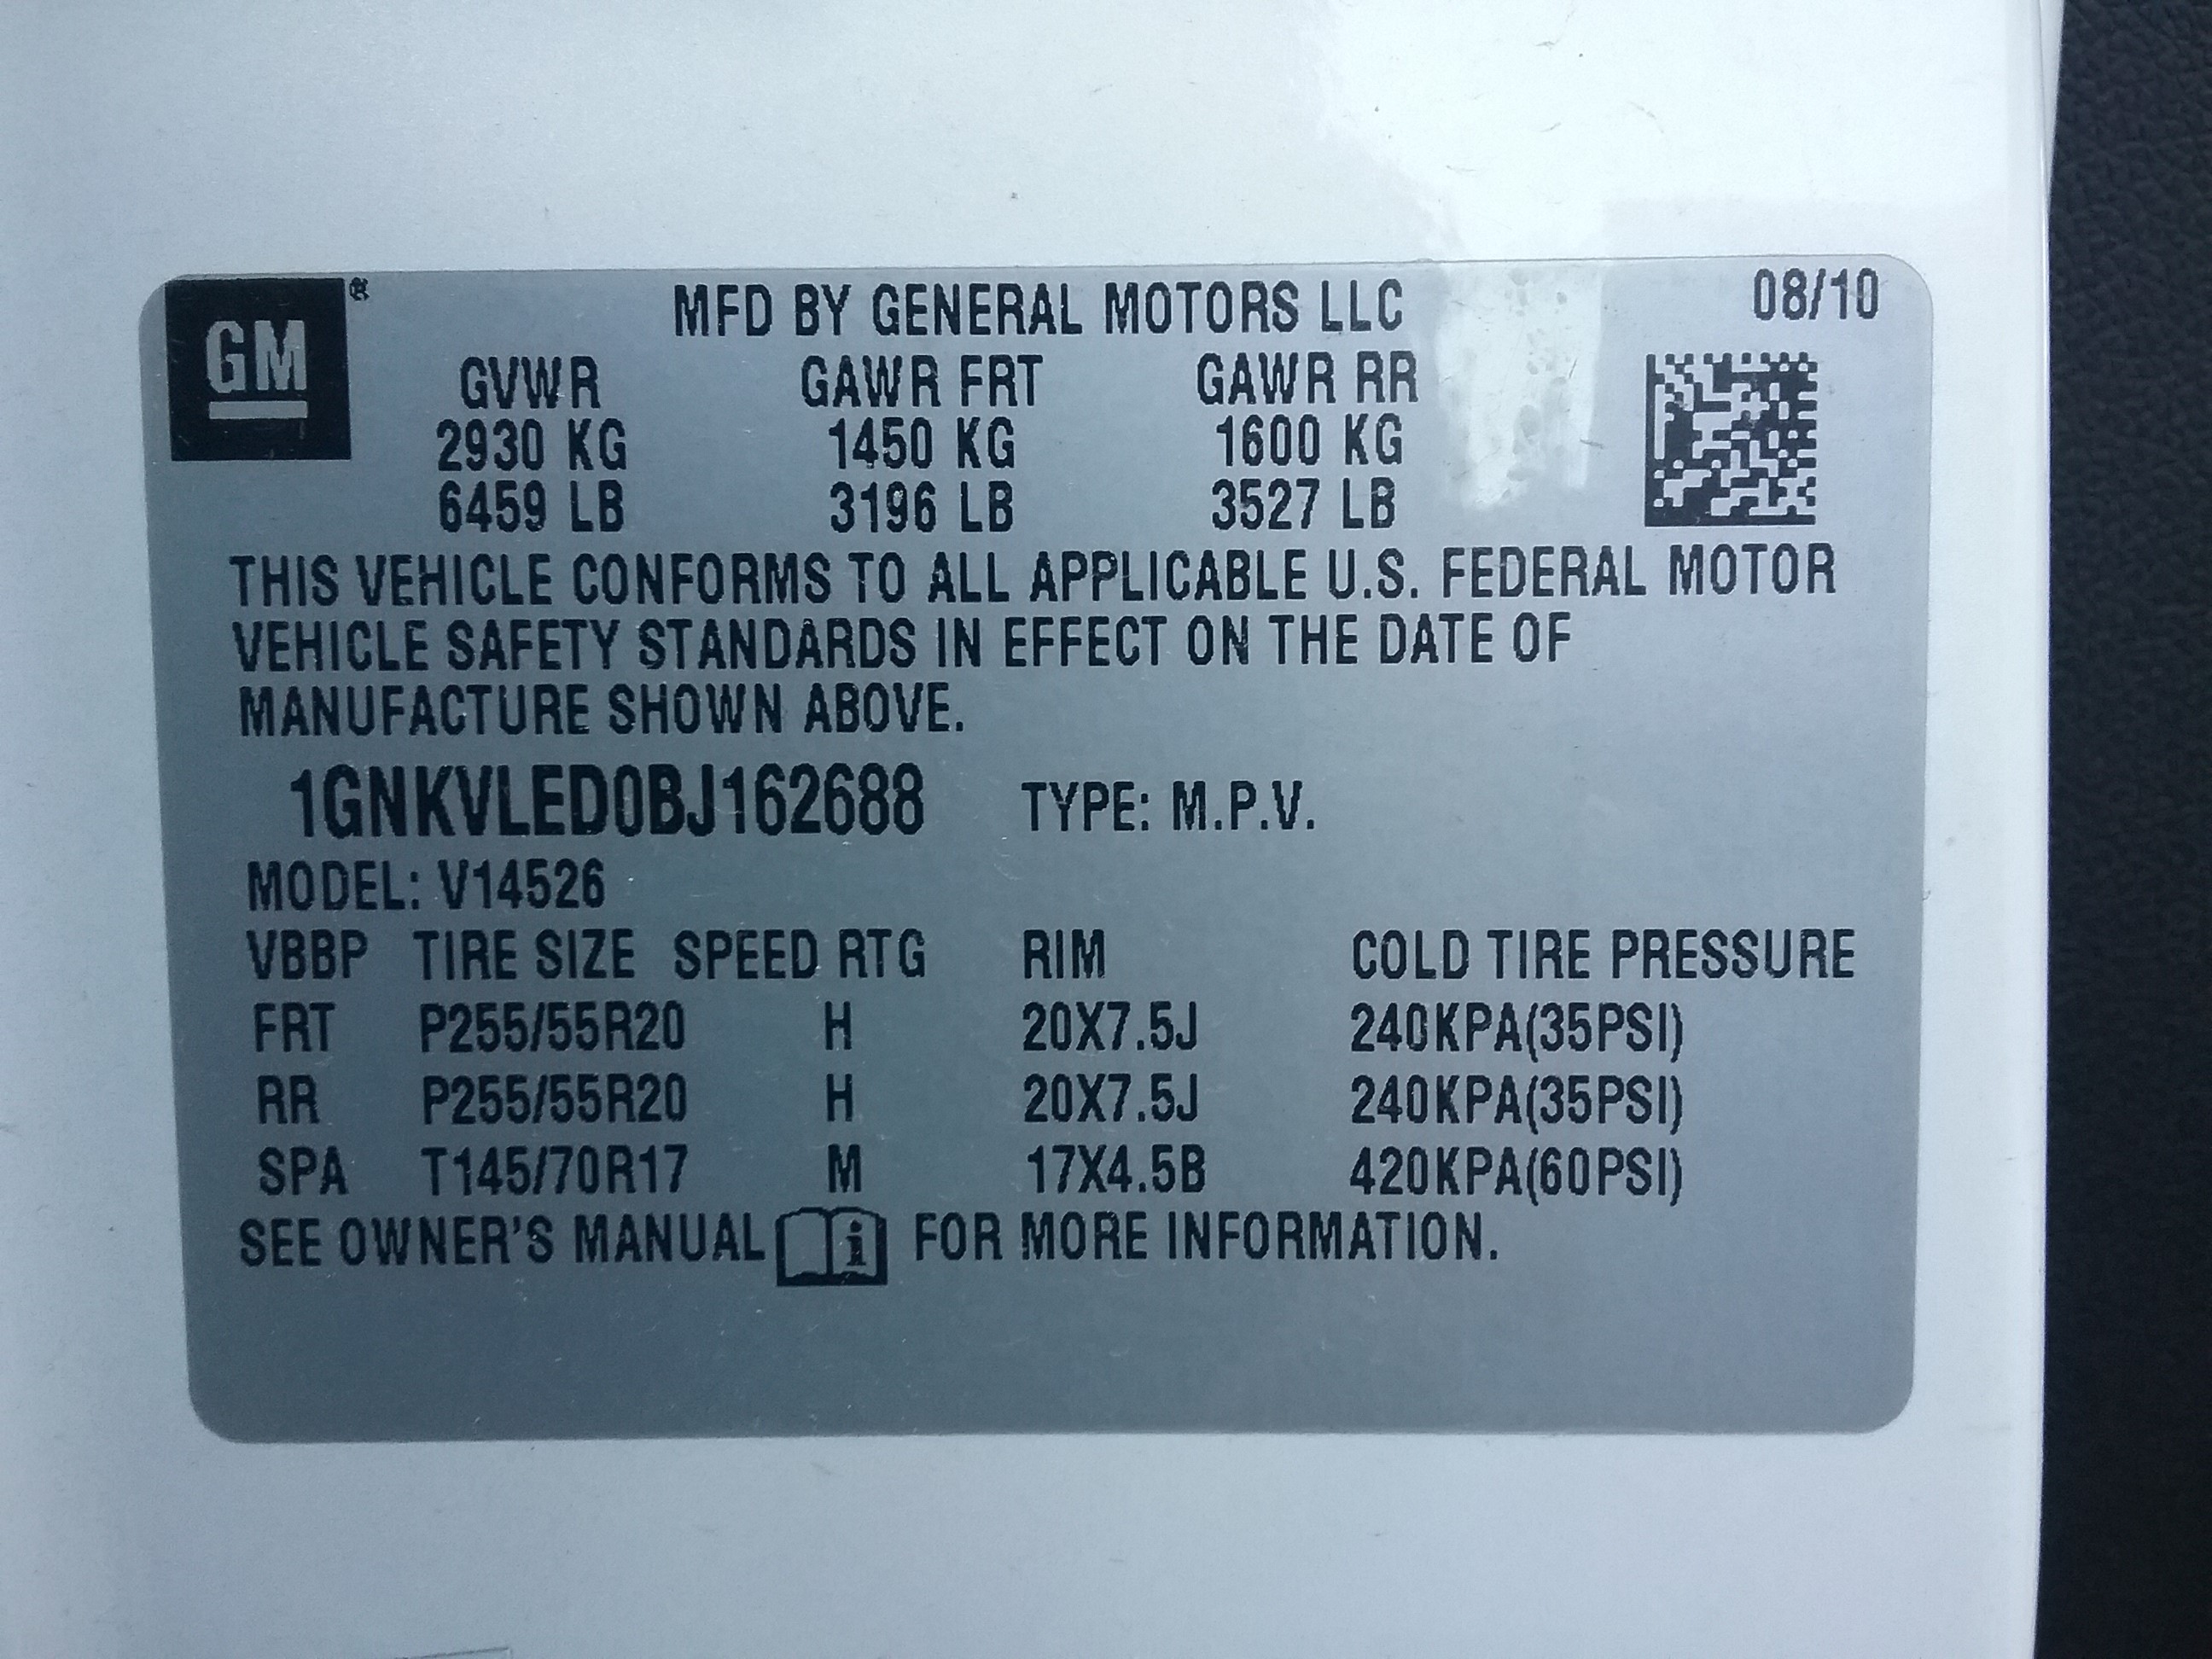 GM®
MFD BY GENERAL MOTORS LLC 08/10
GVWR GAWR FRT GAWR RR
2930 KG 1450 KG 1600 KG
6459 LB 3196 LB 3527 LB
THIS VEHICLE CONFORMS TO ALL APPLICABLE U.S. FEDERAL MOTOR
VEHICLE SAFETY STANDARDS IN EFFECT ON THE DATE OF
MANUFACTURE SHOWN ABOVE.
1GNKVLED0BJ162688 TYPE: M.P.V.
MODEL: V14526
VBBP TIRE SIZE SPEED RTG RIM COLD TIRE PRESSURE
FRT P255/55R20 H 20X7.5J 240KPA(35PSI)
RR P255/55R20 H 20X7.5J 240KPA(35PSI)
SPA T145/70R17 M 17X4.5B 420KPA(60PSI)
SEE OWNER'S MANUAL i FOR MORE INFORMATION.